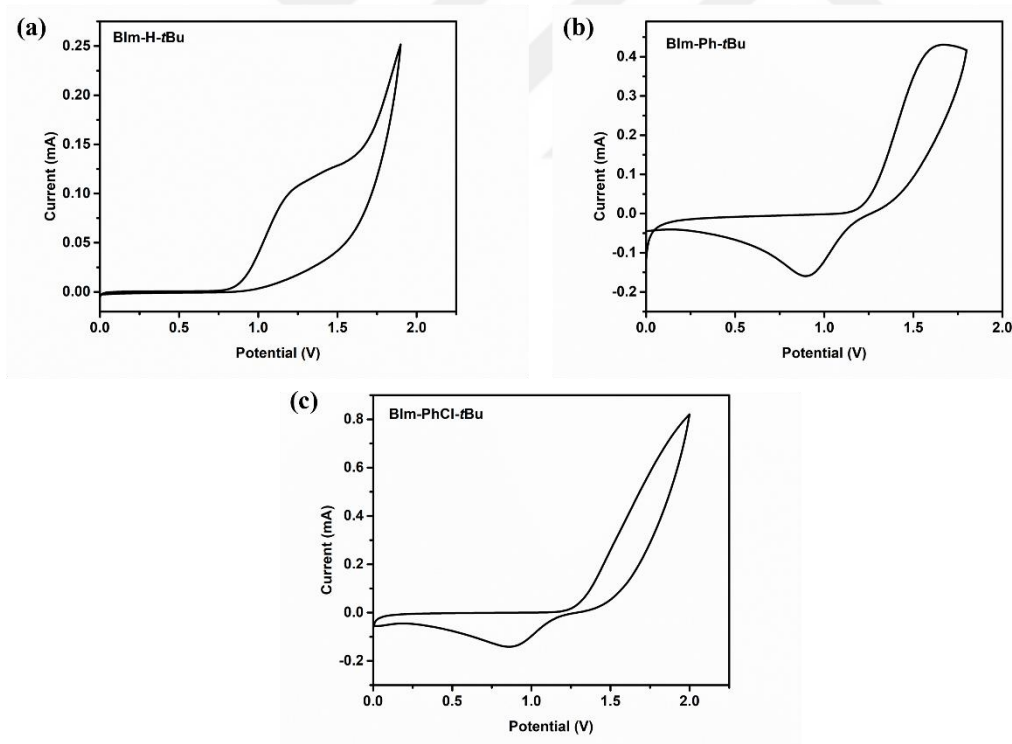 (a)
BIm-H-tBu
Current (mA)
0.25
0.20
0.15
0.10
0.05
0.00
0.0 0.5 1.0 1.5 2.0
Potential (V)
(b)
BIm-Ph-tBu
Current (mA)
0.4
0.3
0.2
0.1
0.0
-0.1
-0.2
0.0 0.5 1.0 1.5 2.0
Potential (V)
(c)
BIm-PhCl-tBu
Current (mA)
0.8
0.6
0.4
0.2
0.0
-0.2
0.0 0.5 1.0 1.5 2.0
Potential (V)